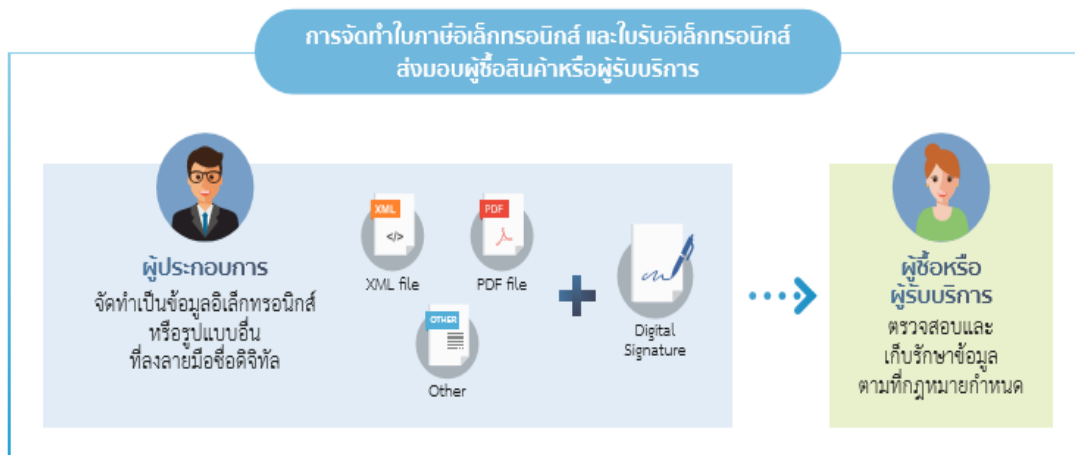 การจัดทำใบภาษีอิเล็กทรอนิกส์ และใบรับอิเล็กทรอนิกส์
ส่งมอบผู้ซื้อสินค้าหรือผู้รับบริการ
ผู้ประกอบการ
จัดทำเป็นข้อมูลอิเล็กทรอนิกส์
หรือรูปแบบอื่น
ที่ลงลายมือชื่อดิจิทัล
XML
</>
XML file
PDF
PDF file
OTHER
Other
Digital
Signature
ผู้ซื้อหรือ
ผู้รับบริการ
ตรวจสอบและ
เก็บรักษาข้อมูล
ตามที่กฎหมายกำหนด